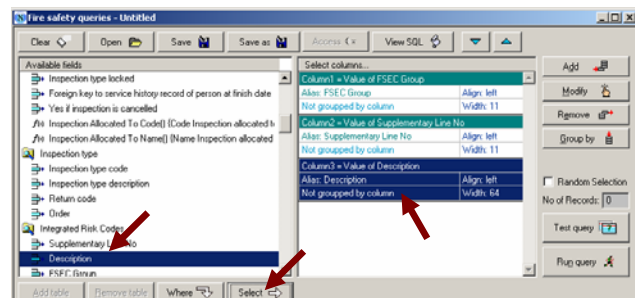 Fire safety queries - Untitled
Clear Open Save Save as Access View SQL
Available fields
Inspection type locked
Foreign key to service history record of person at finish date
Yes if inspection is cancelled
Inspection Allocated To Code() (Code Inspection allocated t
Inspection Allocated To Name() (Name Inspection allocated
Inspection type
Inspection type code
Inspection type description
Return code
Order
Integrated Risk Codes
Supplementary Line No
Description
FSEC Group
Add table Remove table Where Select
Select columns...
Column1 = Value of FSEC Group
Alias: FSEC Group Align: left
Not groupped by column Width: 11
Column2 = Value of Supplementary Line No
Alias: Supplementary Line No Align: left
Not groupped by column Width: 11
Column3 = Value of Description
Alias: Description Align: left
Not groupped by column Width: 64
Add
Modify
Remove
Group by
Random Selection
No of Records: 0
Test query
Run query